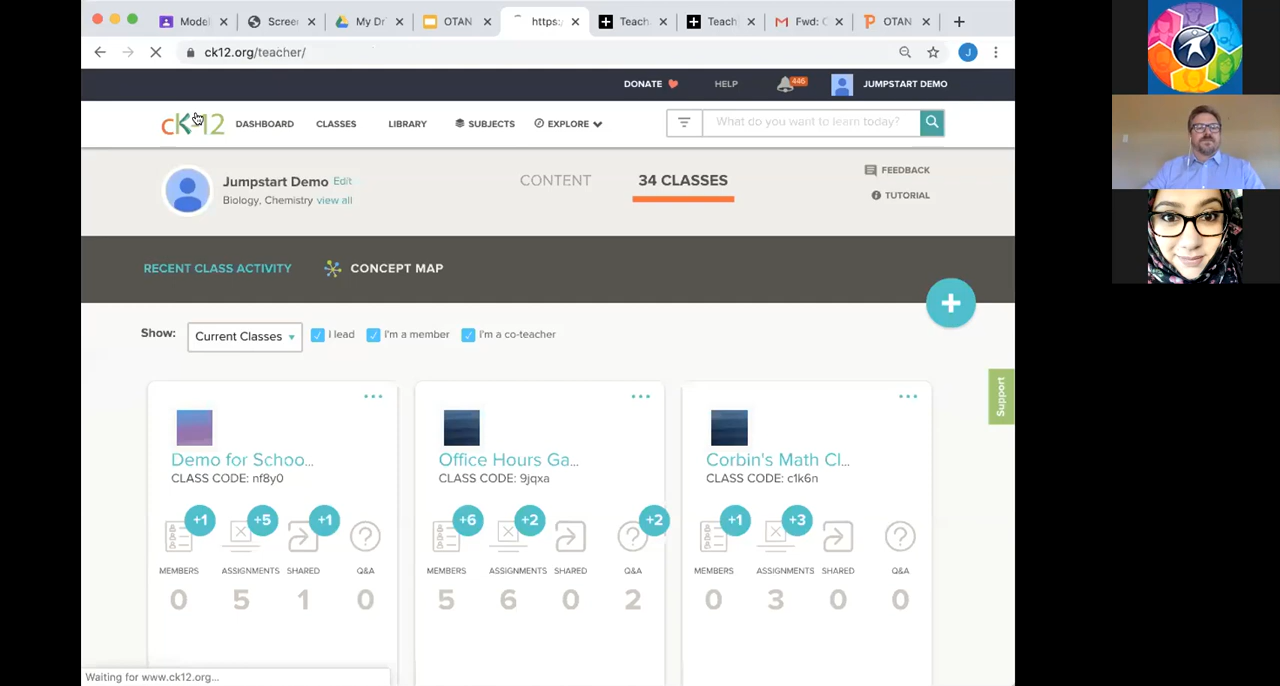 Model
Scree
My Dr
OTAN
https:/
Teach
Teach
Fwd: C
OTAN
ck12.org/teacher/
J
DONATE
HELP
446
JUMPSTART DEMO
cK-12
DASHBOARD
CLASSES
LIBRARY
SUBJECTS
EXPLORE
What do you want to learn today?
Jumpstart Demo Edit
Biology, Chemistry view all
CONTENT
34 CLASSES
FEEDBACK
TUTORIAL
RECENT CLASS ACTIVITY
CONCEPT MAP
+
Show:
Current Classes
I lead
I'm a member
I'm a co-teacher
Support
Demo for Schoo...
CLASS CODE: nf8y0
+1 +5 +1
MEMBERS ASSIGNMENTS SHARED Q&A
0 5 1 0
Office Hours Ga...
CLASS CODE: 9jqxa
+6 +2 +2
MEMBERS ASSIGNMENTS SHARED Q&A
5 6 0 2
Corbin's Math Cl...
CLASS CODE: c1k6n
+1 +3
MEMBERS ASSIGNMENTS SHARED Q&A
0 3 0 0
Waiting for www.ck12.org...